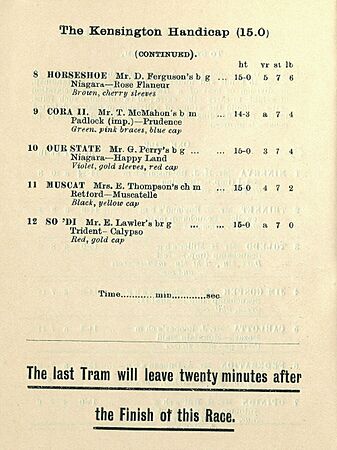 The Kensington Handicap (15.0)
(CONTINUED).
ht yr st lb
8 HORSESHOE Mr. D. Ferguson's b g ... 15-0 5 7 6
Niagara—Rose Flaneur
Brown, cherry sleeves
9 CORA II. Mr. T. McMahon's b m 14-3 a 7 4
Padlock (imp.)—Prudence
Green, pink braces, blue cap
10 OUR STATE Mr. G. Perry's b g ... 15-0 3 7 4
Niagara—Happy Land
Violet, gold sleeves, red cap
11 MUSCAT Mrs. E. Thompson's ch m 15 0 4 7 2
Retford—Muscatelle
Black, yellow cap
12 SO 'DI Mr. E. Lawler's br g ... ... 15-0 a 7 0
Trident—Calypso
Red, gold cap
Time............min............sec
The last Tram will leave twenty minutes after
the Finish of this Race.